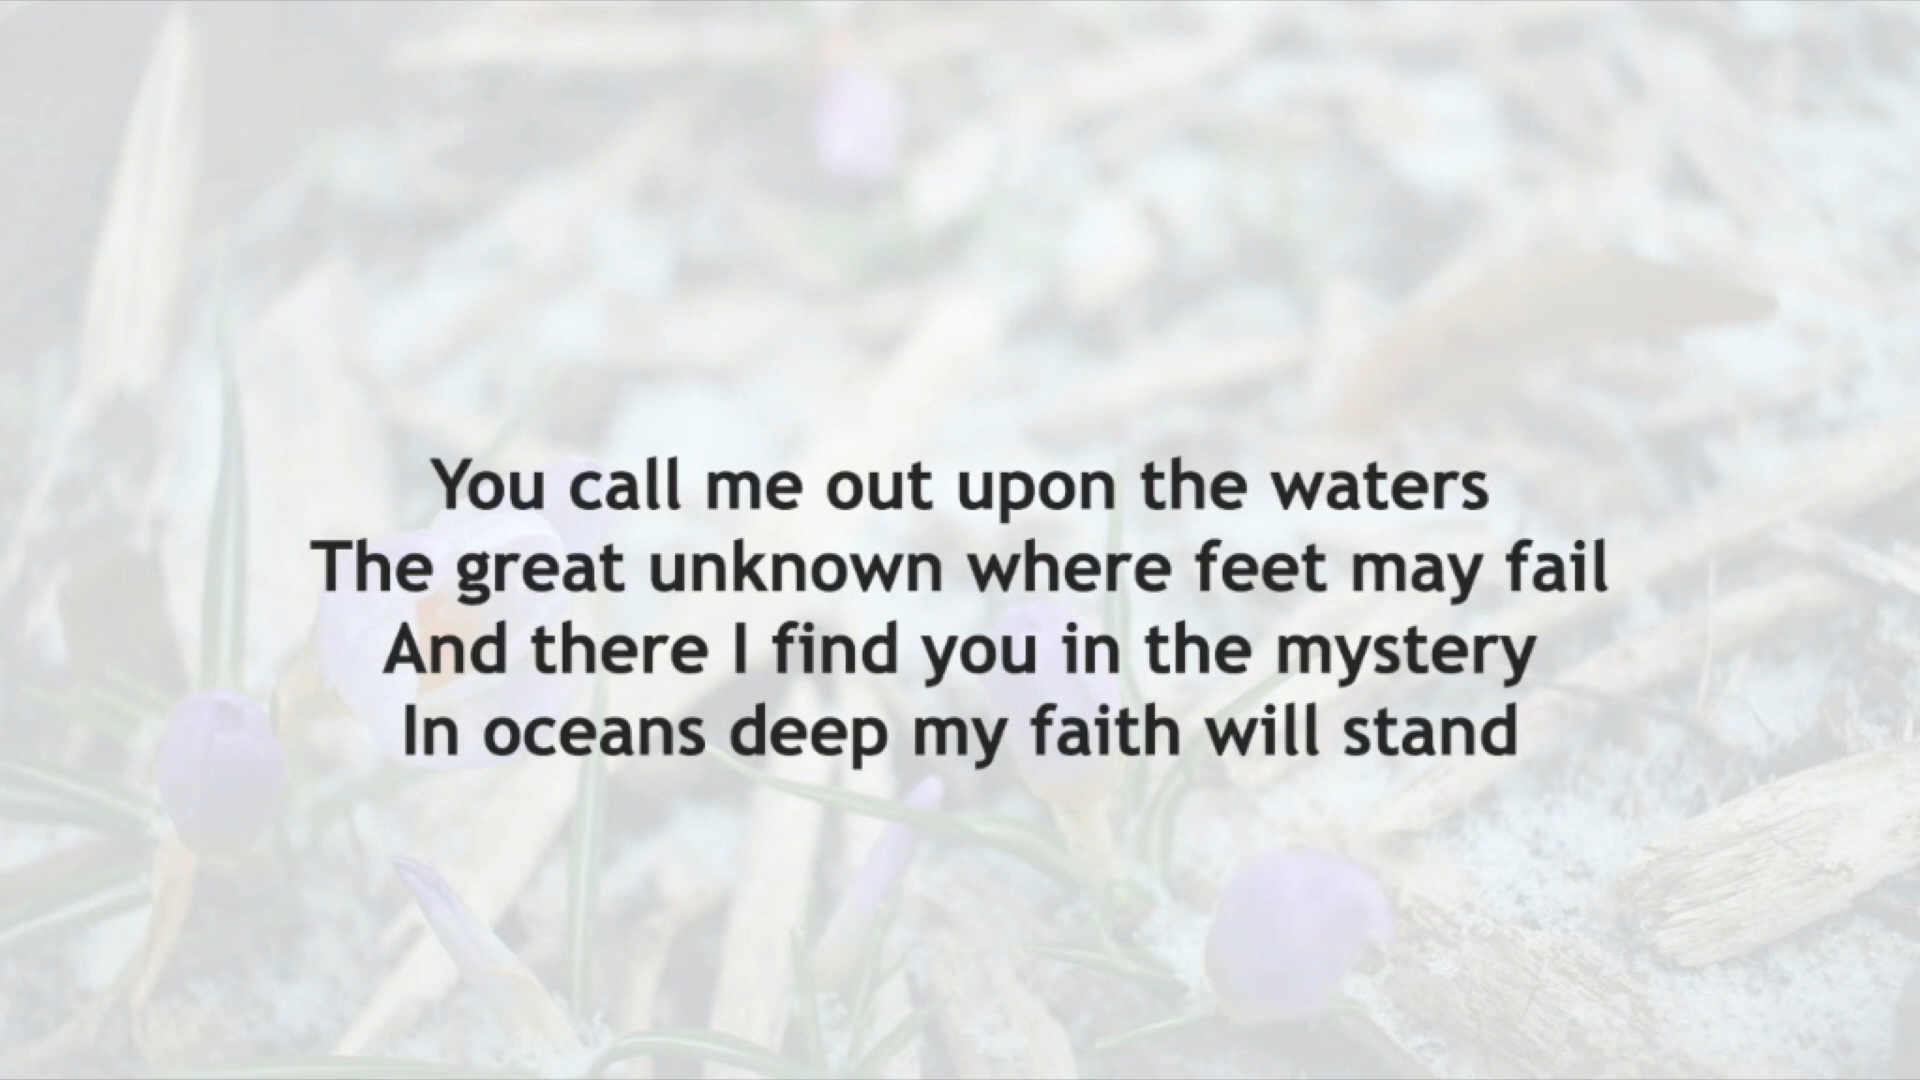 You call me out upon the waters
The great unknown where feet may fail
And there I find you in the mystery
In oceans deep my faith will stand